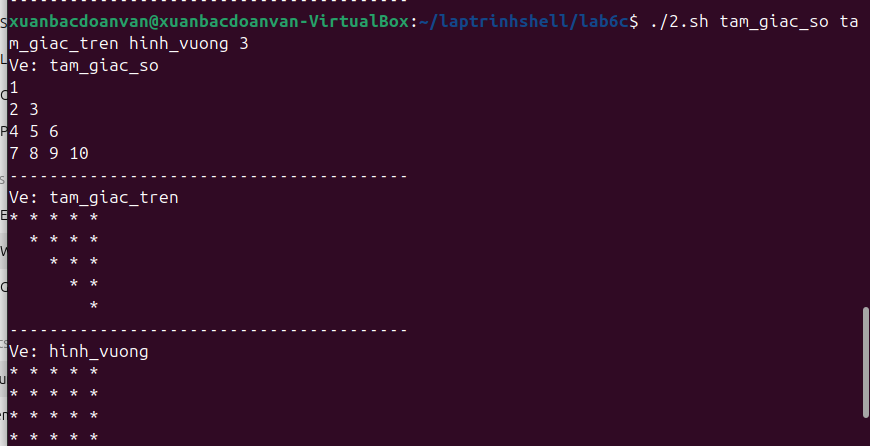 -----------------------------------------
xuanbacdoanvan@xuanbacdoanvan-VirtualBox:~/laptrinhshell/lab6c$ ./2.sh tam_giac_so ta
m_giac_tren hinh_vuong 3
Ve: tam_giac_so
1
2 3
4 5 6
7 8 9 10
----------------------------------------
Ve: tam_giac_tren
* * * * *
  * * * *
    * * *
      * *
        *
----------------------------------------
Ve: hinh_vuong
* * * * *
* * * * *
* * * * *
* * * * *